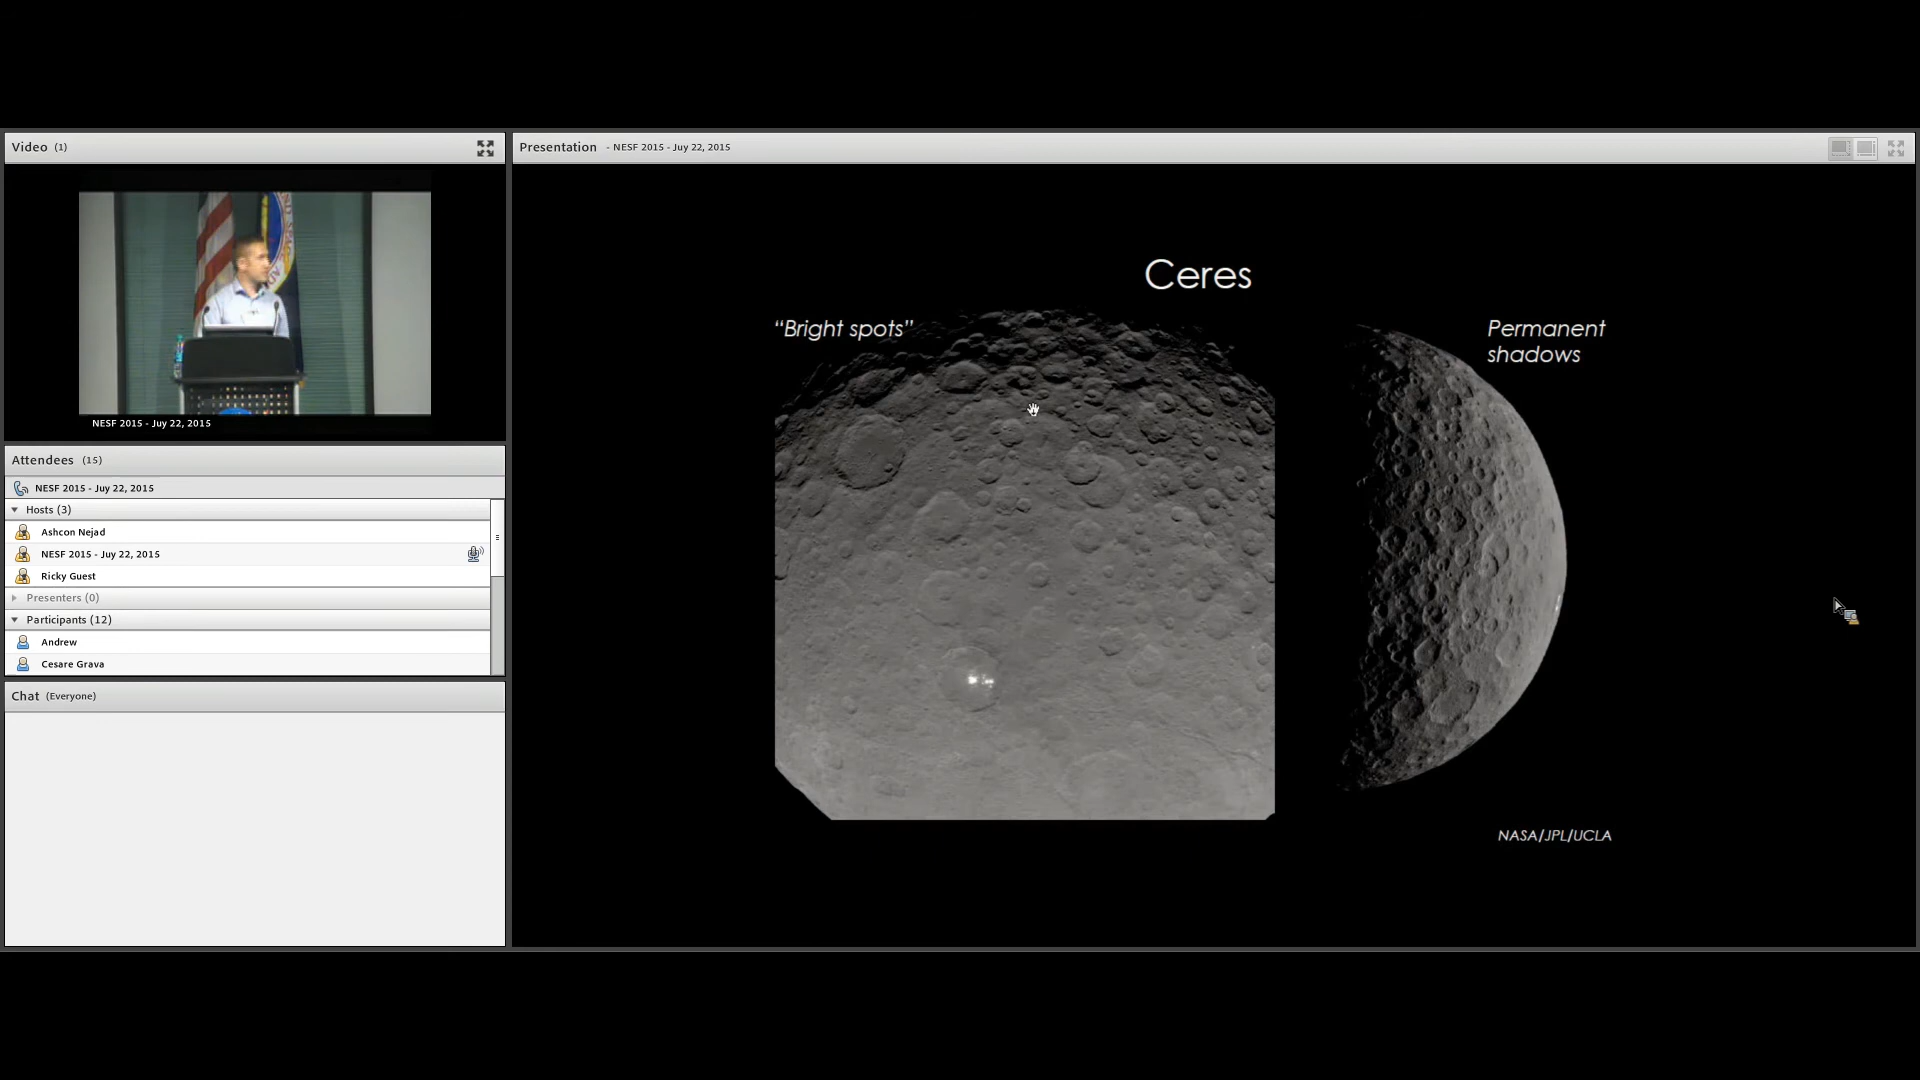 Video (1)
NESF 2015 - Juy 22, 2015
Attendees (15)
NESF 2015 - Juy 22, 2015
Hosts (3)
Ashcon Nejad
NESF 2015 - Juy 22, 2015
Ricky Guest
Presenters (0)
Participants (12)
Andrew
Cesare Grava
Chat (Everyone)
Presentation - NESF 2015 - Juy 22, 2015
Ceres
“Bright spots”
Permanent
shadows
NASA/JPL/UCLA